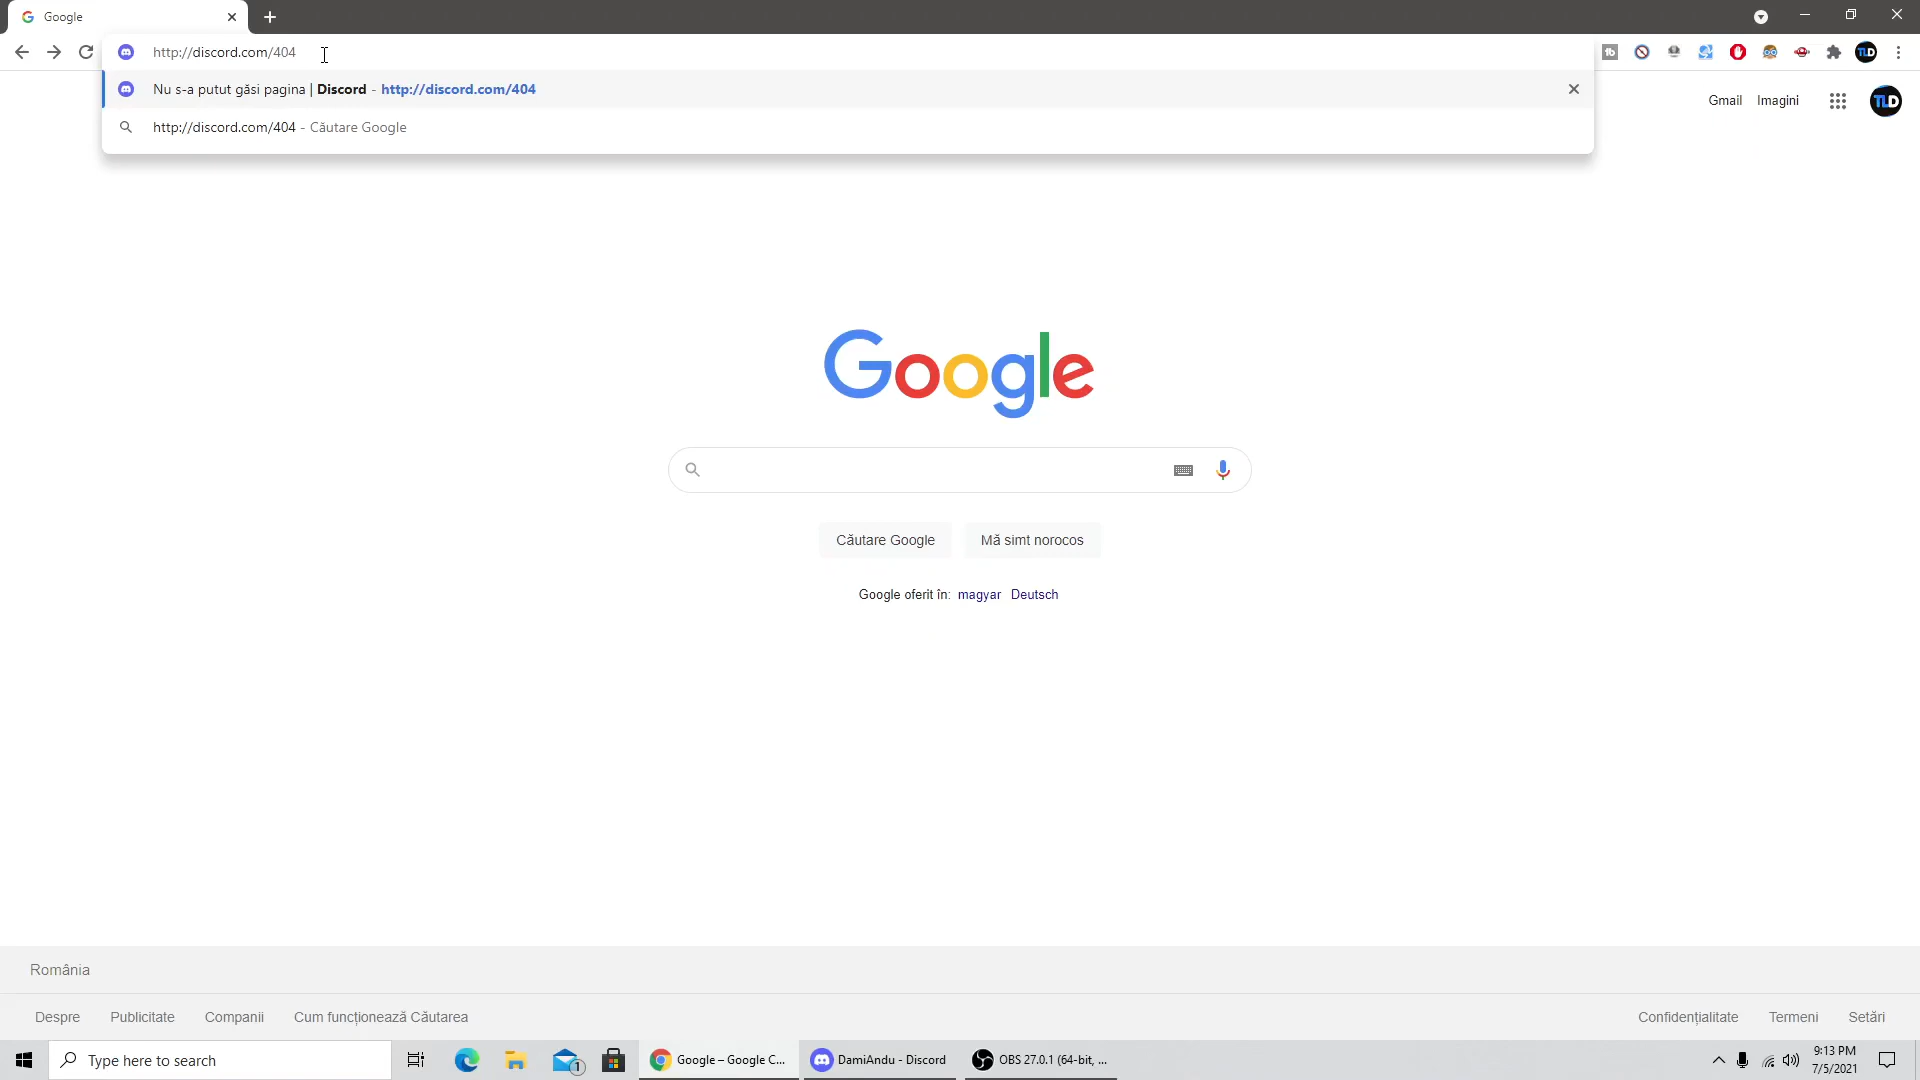 Google
http://discord.com/404
Nu s-a putut găsi pagina | Discord - http://discord.com/404
http://discord.com/404 - Căutare Google
Gmail Imagini TLD
Google
Căutare Google Mă simt norocos
Google oferit în: magyar Deutsch
România
Despre Publicitate Companii Cum funcționează Căutarea Confidențialitate Termeni Setări
Type here to search 1 Google – Google C... DamiAndu - Discord OBS 27.0.1 (64-bit, ... 9:13 PM
7/5/2021